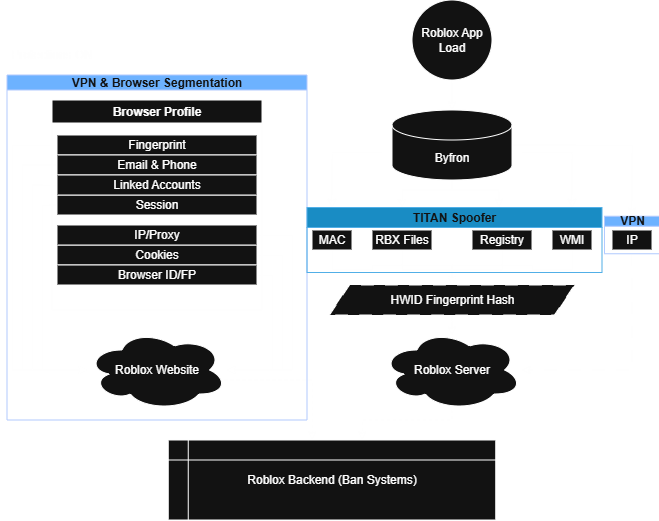 Roblox App
Load
VPN & Browser Segmentation
Browser Profile
Fingerprint
Email & Phone
Linked Accounts
Session
IP/Proxy
Cookies
Browser ID/FP
Roblox Website
Byfron
TITAN Spoofer
MAC
RBX Files
Registry
WMI
VPN
IP
HWID Fingerprint Hash
Roblox Server
Roblox Backend (Ban Systems)